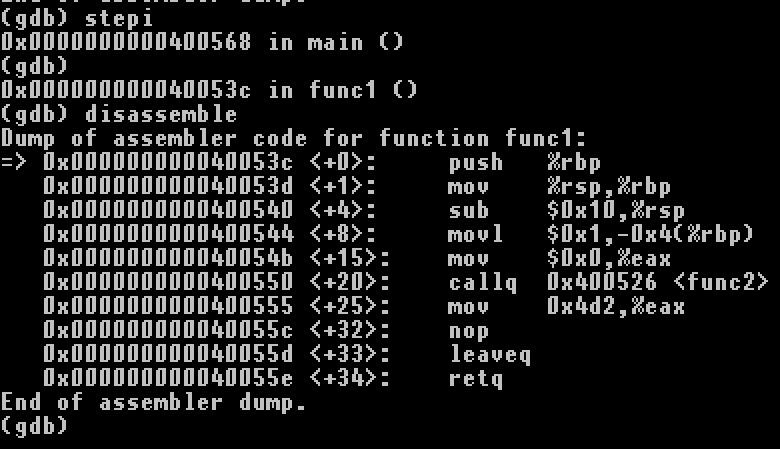 (gdb) stepi
0x0000000000400568 in main ()
(gdb)
0x000000000040053c in func1 ()
(gdb) disassemble
Dump of assembler code for function func1:
=> 0x000000000040053c <+0>:     push   %rbp
   0x000000000040053d <+1>:     mov    %rsp,%rbp
   0x0000000000400540 <+4>:     sub    $0x10,%rsp
   0x0000000000400544 <+8>:     movl   $0x1,-0x4(%rbp)
   0x000000000040054b <+15>:    mov    $0x0,%eax
   0x0000000000400550 <+20>:    callq  0x400526 <func2>
   0x0000000000400555 <+25>:    mov    0x4d2,%eax
   0x000000000040055c <+32>:    nop
   0x000000000040055d <+33>:    leaveq
   0x000000000040055e <+34>:    retq
End of assembler dump.
(gdb)